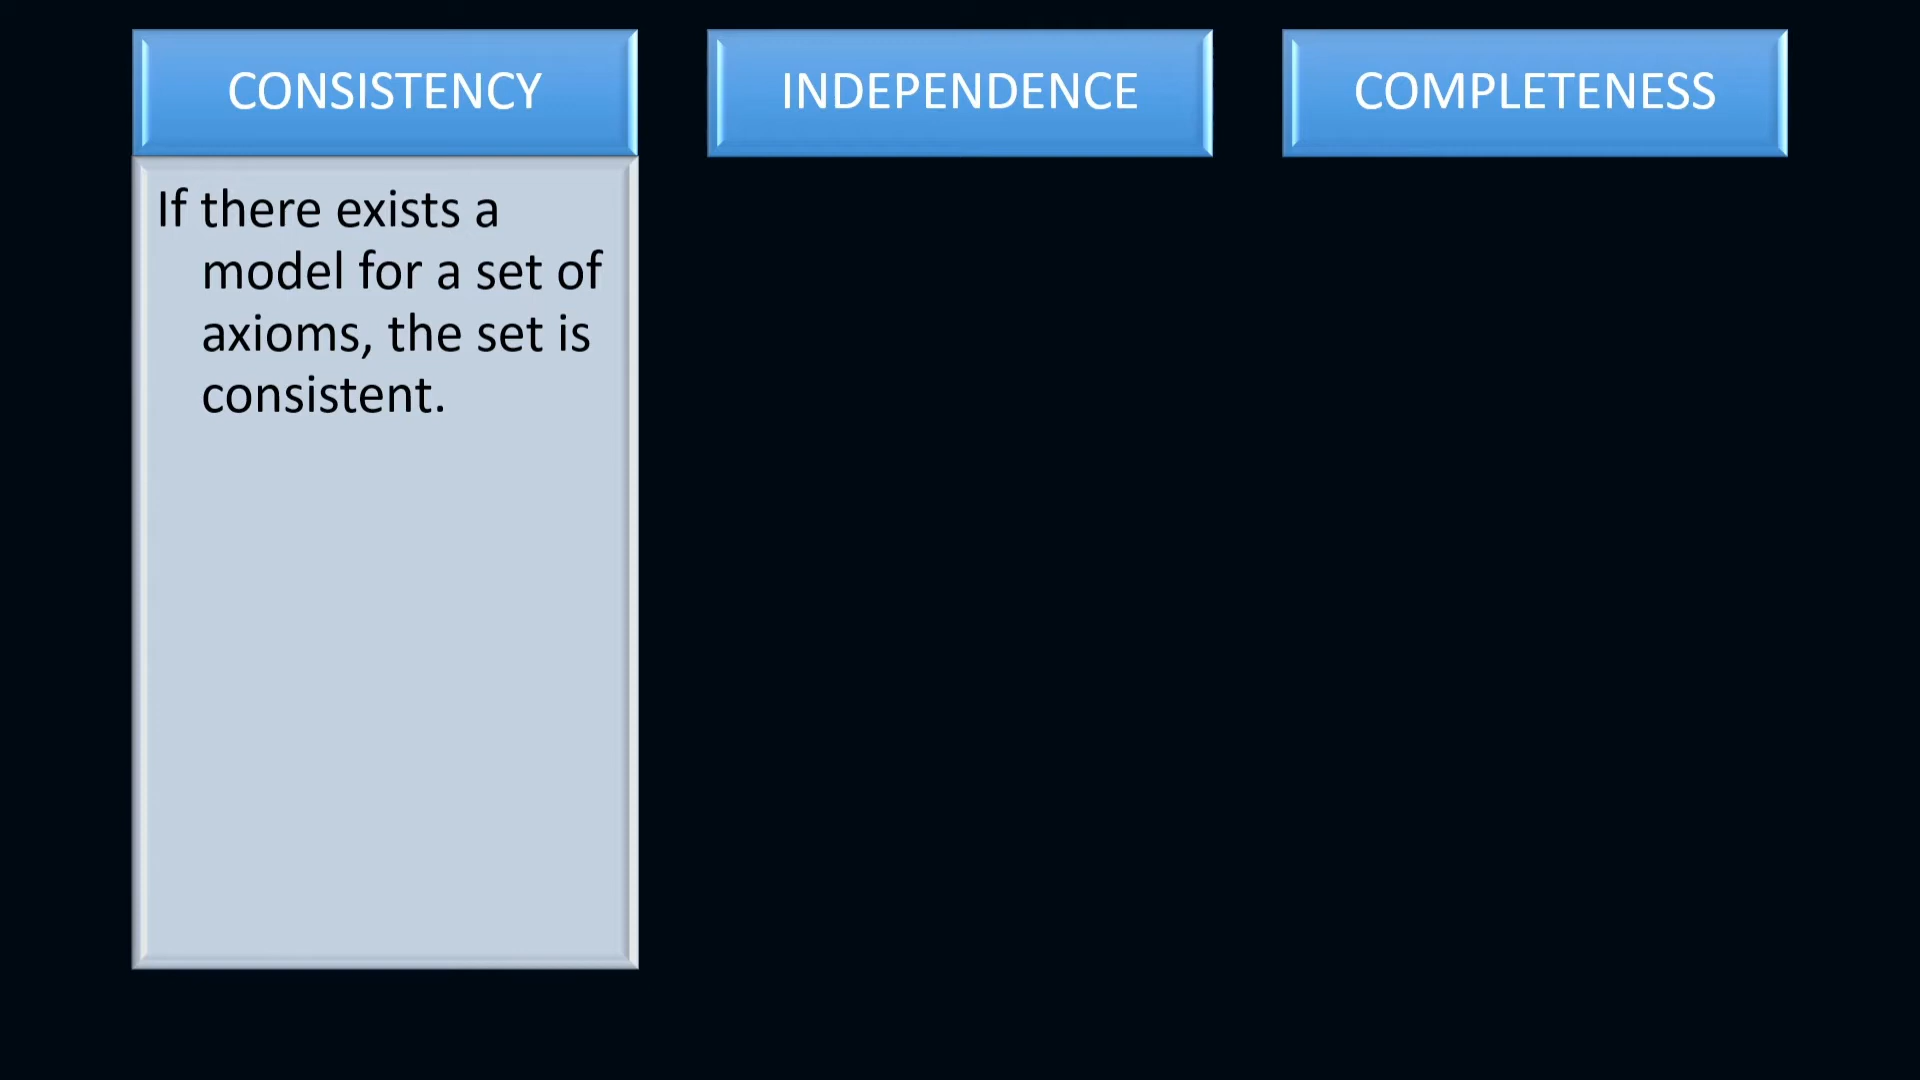 CONSISTENCY
INDEPENDENCE
COMPLETENESS
If there exists a
model for a set of
axioms, the set is
consistent.